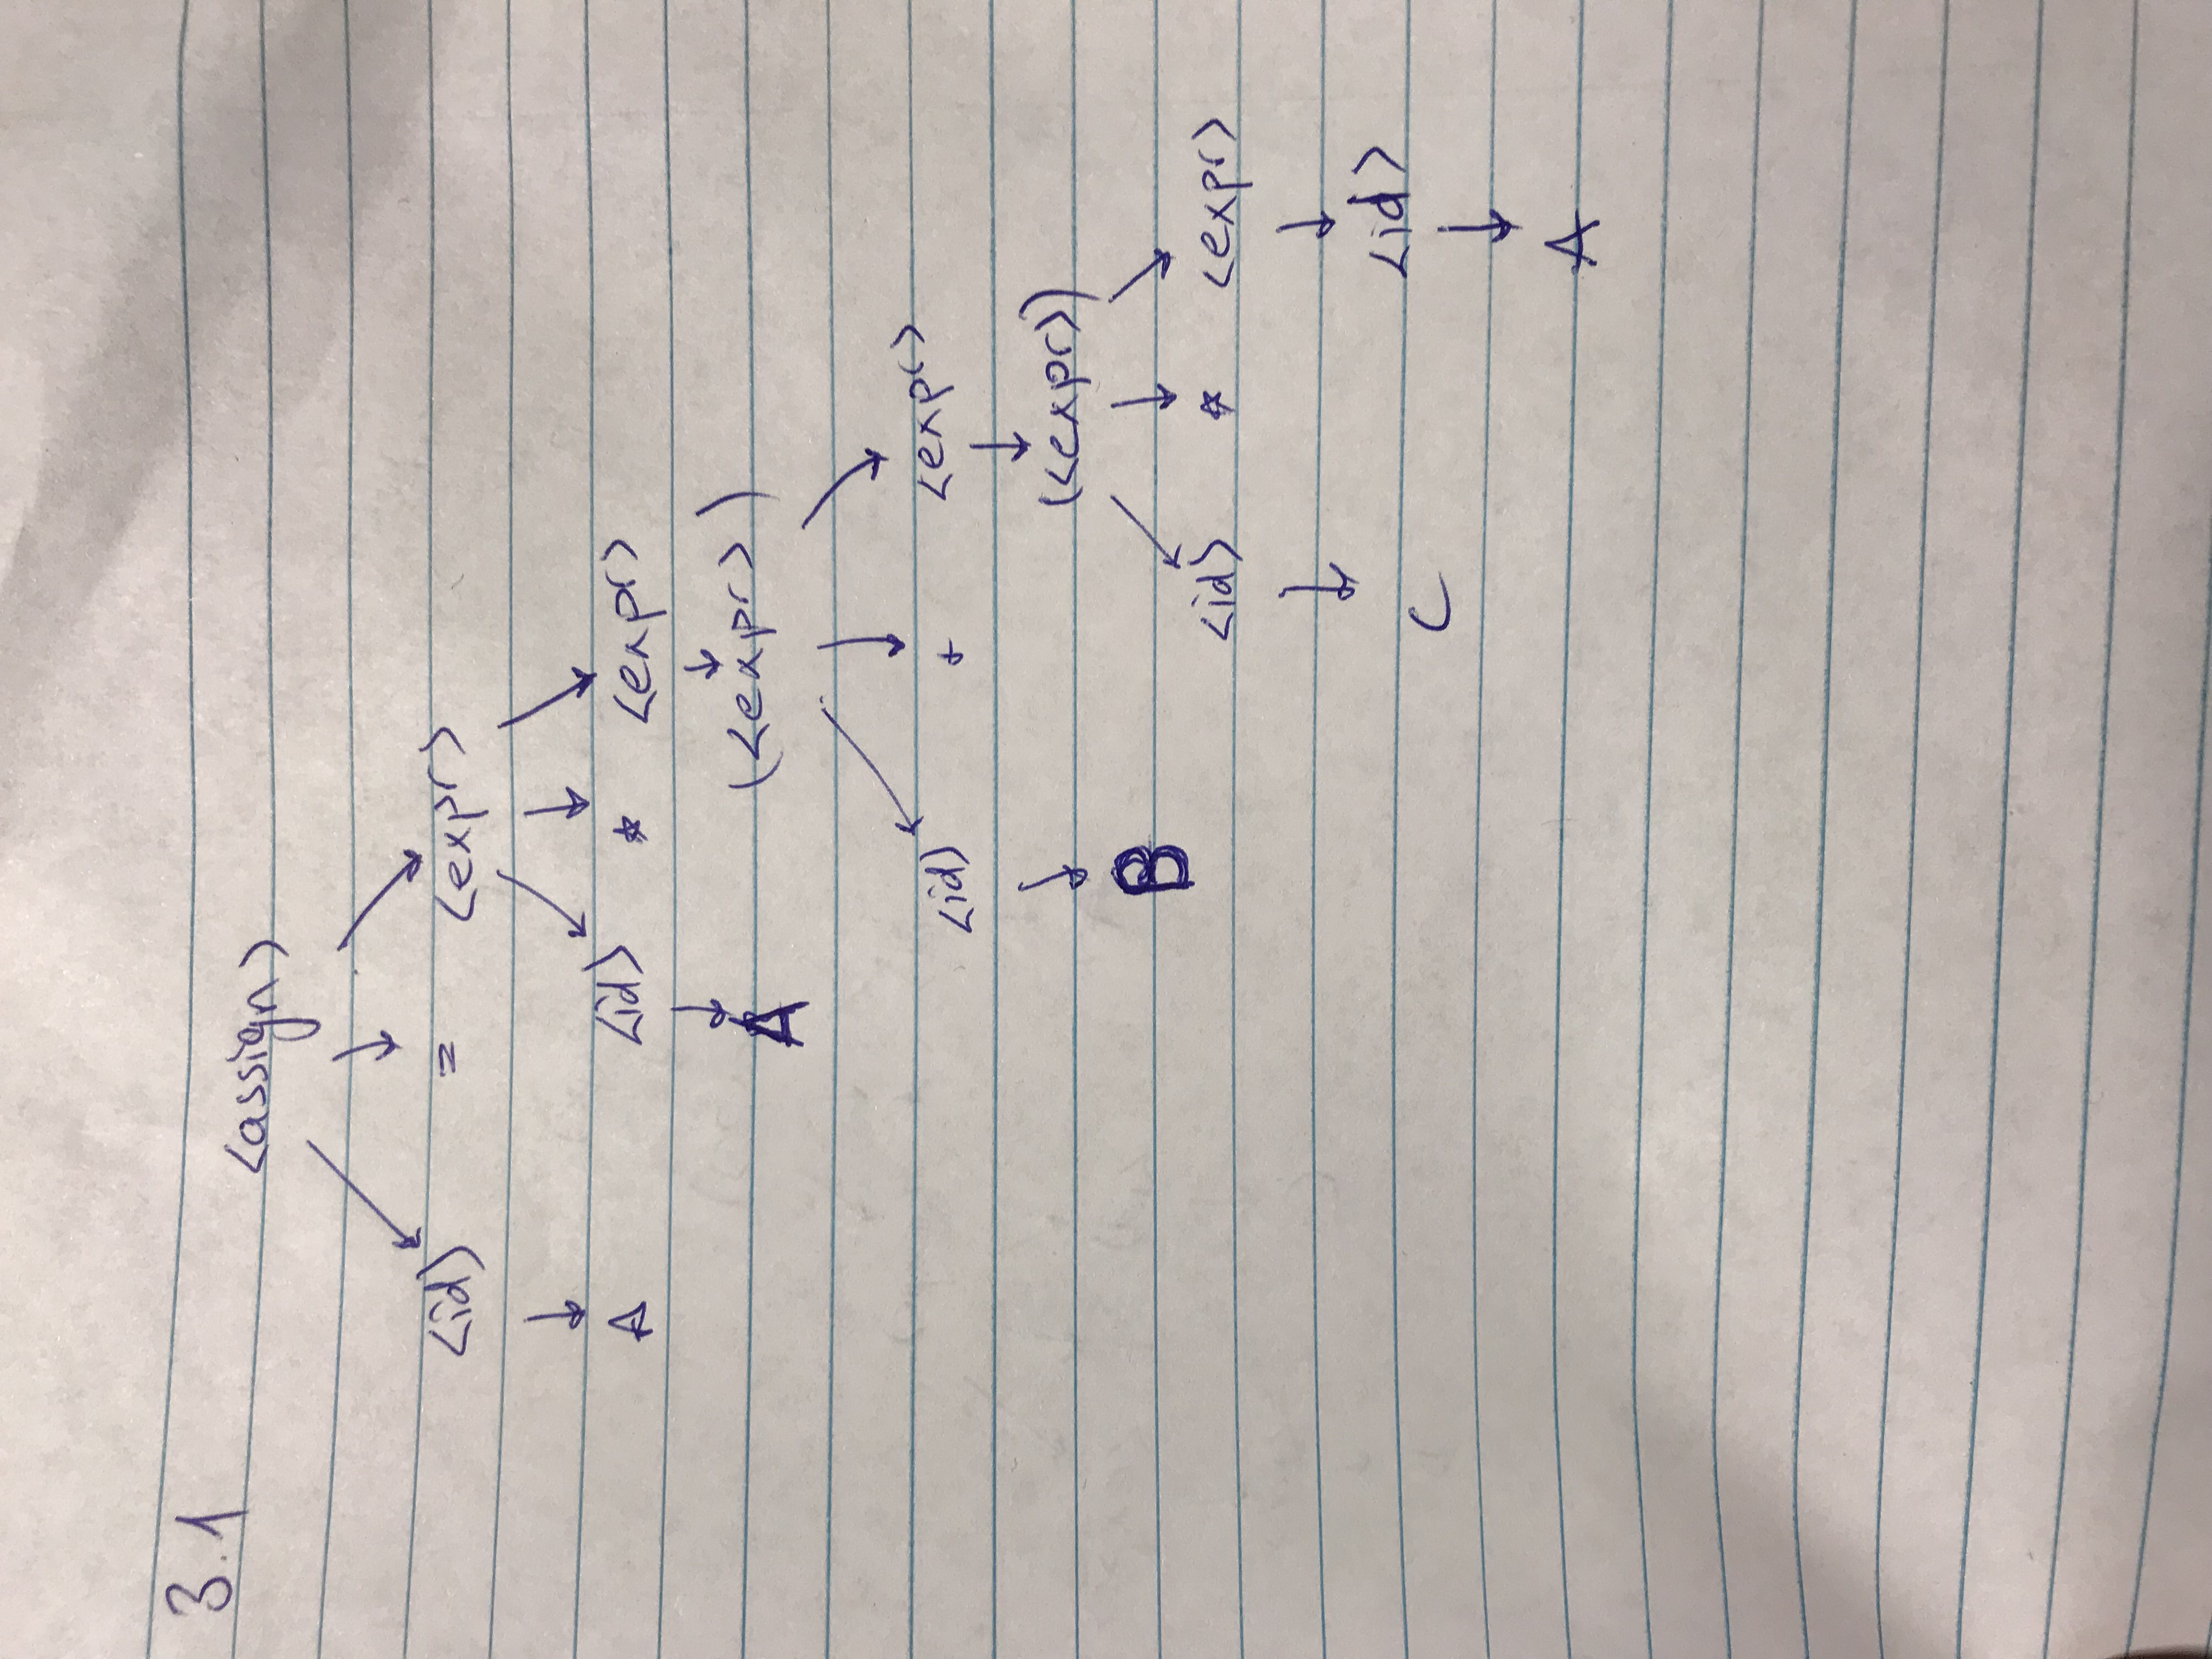 3.1
<assign>
<id> = <expr>
A <id> * <expr>
A (<expr>)
<id> + <expr>
(<expr>)
B
<id> * <expr>
<id>
C
A